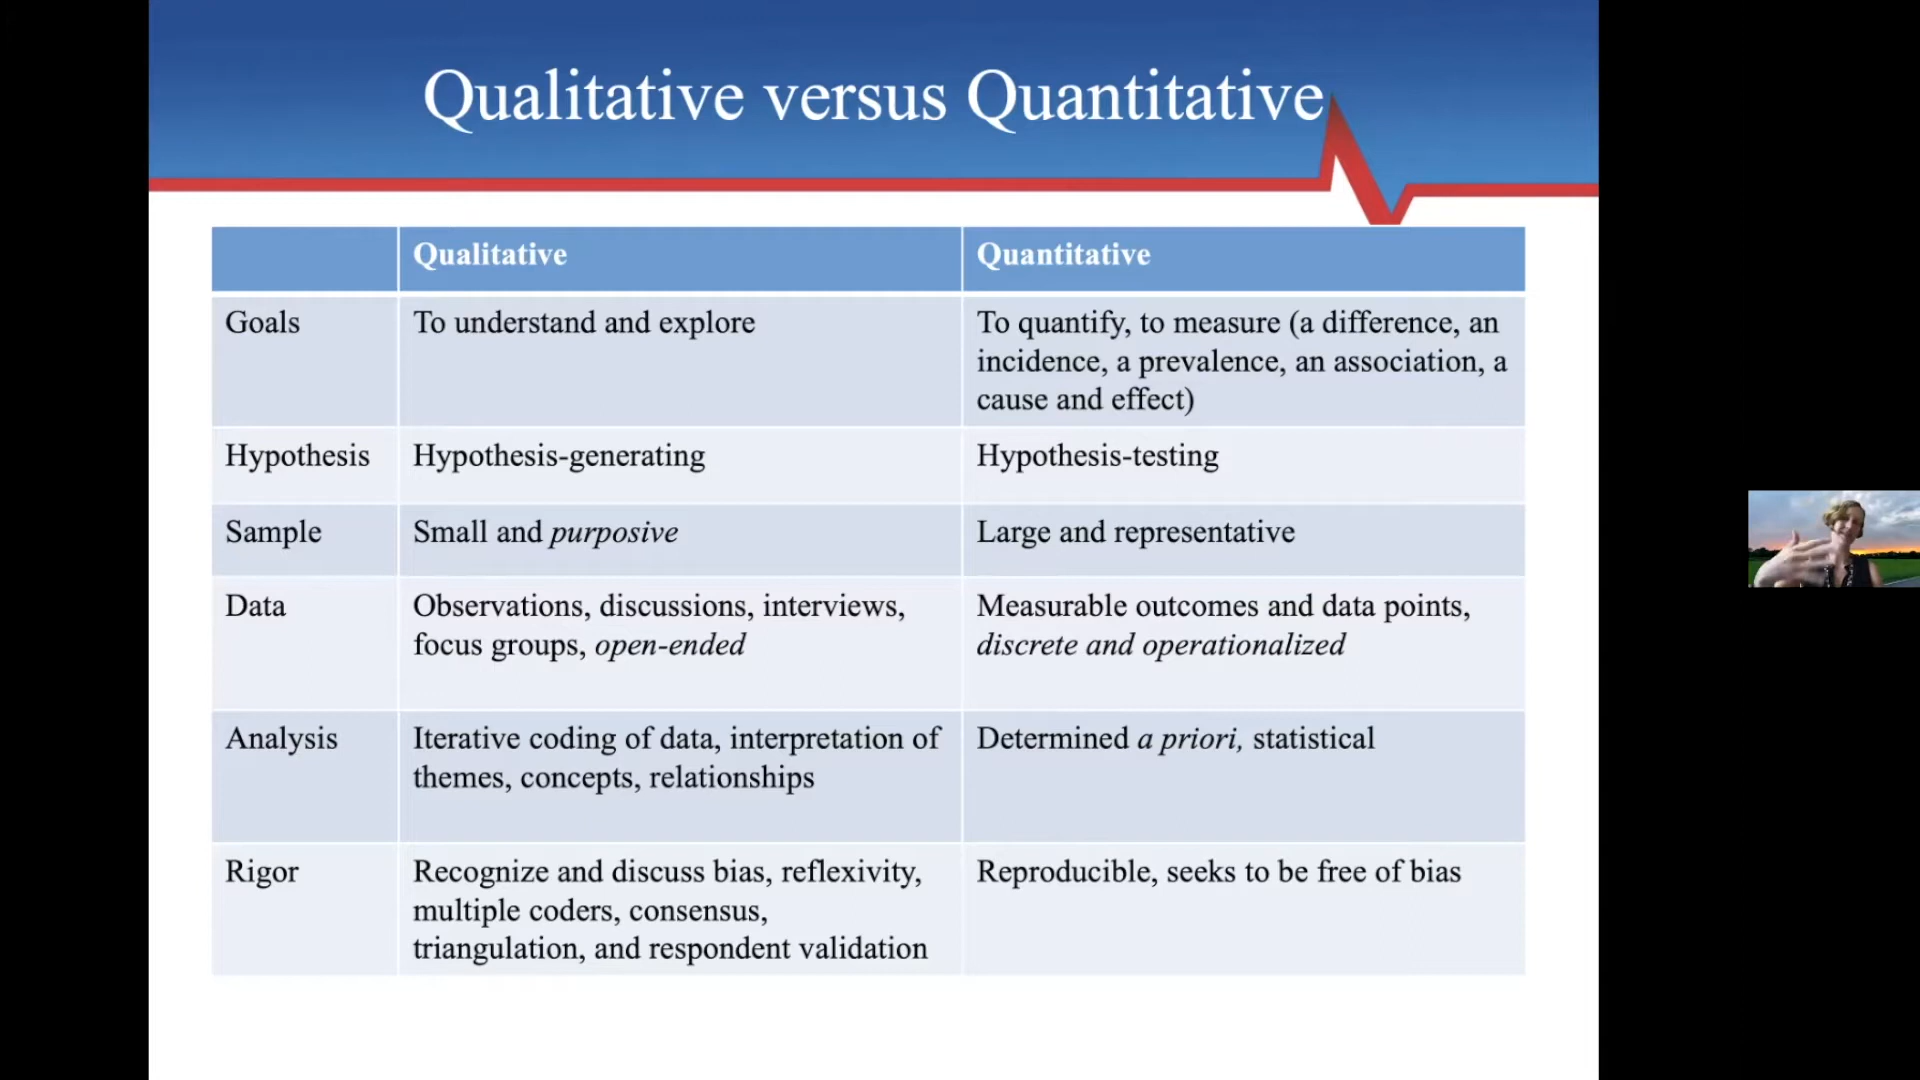 Qualitative versus Quantitative
Qualitative
Quantitative
Goals
To understand and explore
To quantify, to measure (a difference, an
incidence, a prevalence, an association, a
cause and effect)
Hypothesis
Hypothesis-generating
Hypothesis-testing
Sample
Small and purposive
Large and representative
Data
Observations, discussions, interviews,
focus groups, open-ended
Measurable outcomes and data points,
discrete and operationalized
Analysis
Iterative coding of data, interpretation of
themes, concepts, relationships
Determined a priori, statistical
Rigor
Recognize and discuss bias, reflexivity,
multiple coders, consensus,
triangulation, and respondent validation
Reproducible, seeks to be free of bias